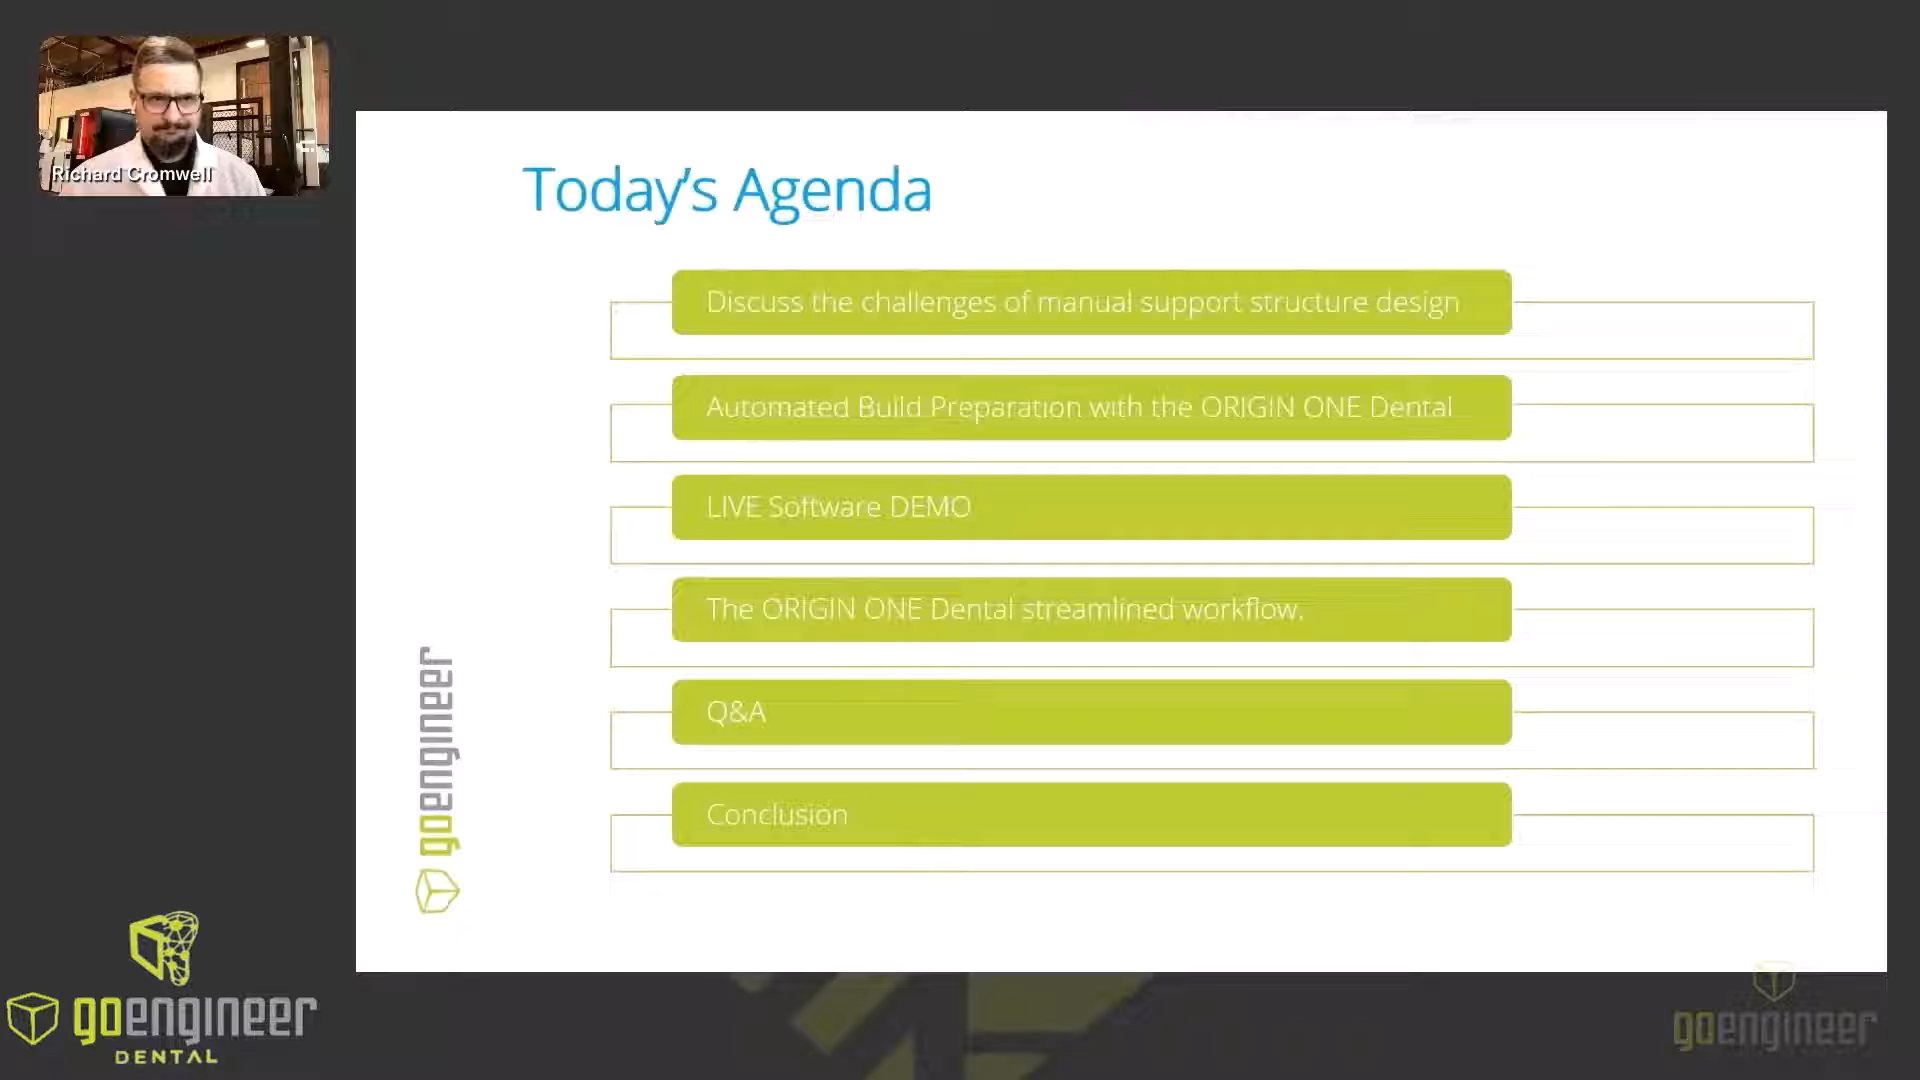 Richard Cromwell
Today's Agenda
Discuss the challenges of manual support structure design
Automated Build Preparation with the ORIGIN ONE Dental
LIVE Software DEMO
The ORIGIN ONE Dental streamlined workflow.
Q&A
Conclusion
goengineer
goengineer
DENTAL
goengineer